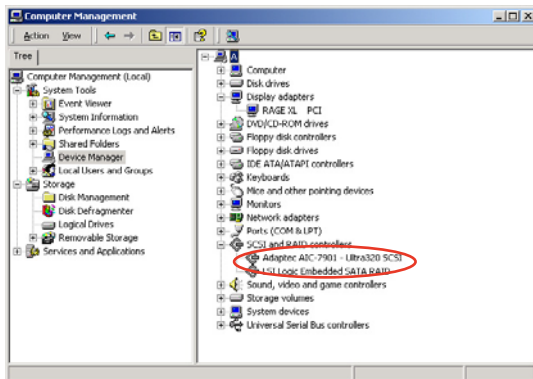 Computer Management
Action View
Tree
Computer Management (Local)
System Tools
Event Viewer
System Information
Performance Logs and Alerts
Shared Folders
Device Manager
Local Users and Groups
Storage
Disk Management
Disk Defragmenter
Logical Drives
Removable Storage
Services and Applications
A
Computer
Disk drives
Display adapters
RAGE XL PCI
DVD/CD-ROM drives
Floppy disk controllers
Floppy disk drives
IDE ATA/ATAPI controllers
Keyboards
Mice and other pointing devices
Monitors
Network adapters
Ports (COM & LPT)
SCSI and RAID controllers
Adaptec AIC-7901 - Ultra320 SCSI
LSI Logic Embedded SATA RAID
Sound, video and game controllers
Storage volumes
System devices
Universal Serial Bus controllers